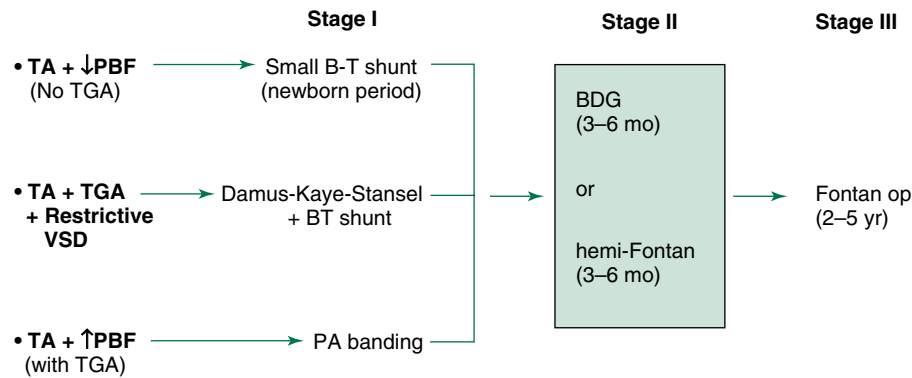 Stage I
Stage II
Stage III
• TA + ↓PBF
(No TGA)
Small B-T shunt
(newborn period)
• TA + TGA
+ Restrictive
VSD
Damus-Kaye-Stansel
+ BT shunt
• TA + ↑PBF
(with TGA)
PA banding
BDG
(3–6 mo)
or
hemi-Fontan
(3–6 mo)
Fontan op
(2–5 yr)